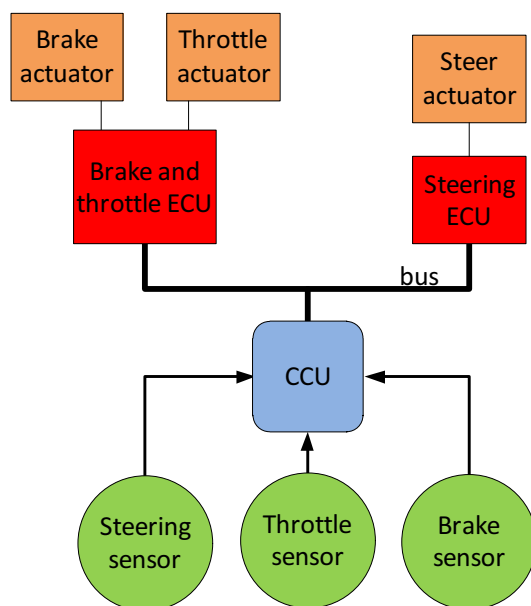 Brake
actuator
Throttle
actuator
Steer
actuator
Brake and
throttle ECU
Steering
ECU
bus
CCU
Steering
sensor
Throttle
sensor
Brake
sensor